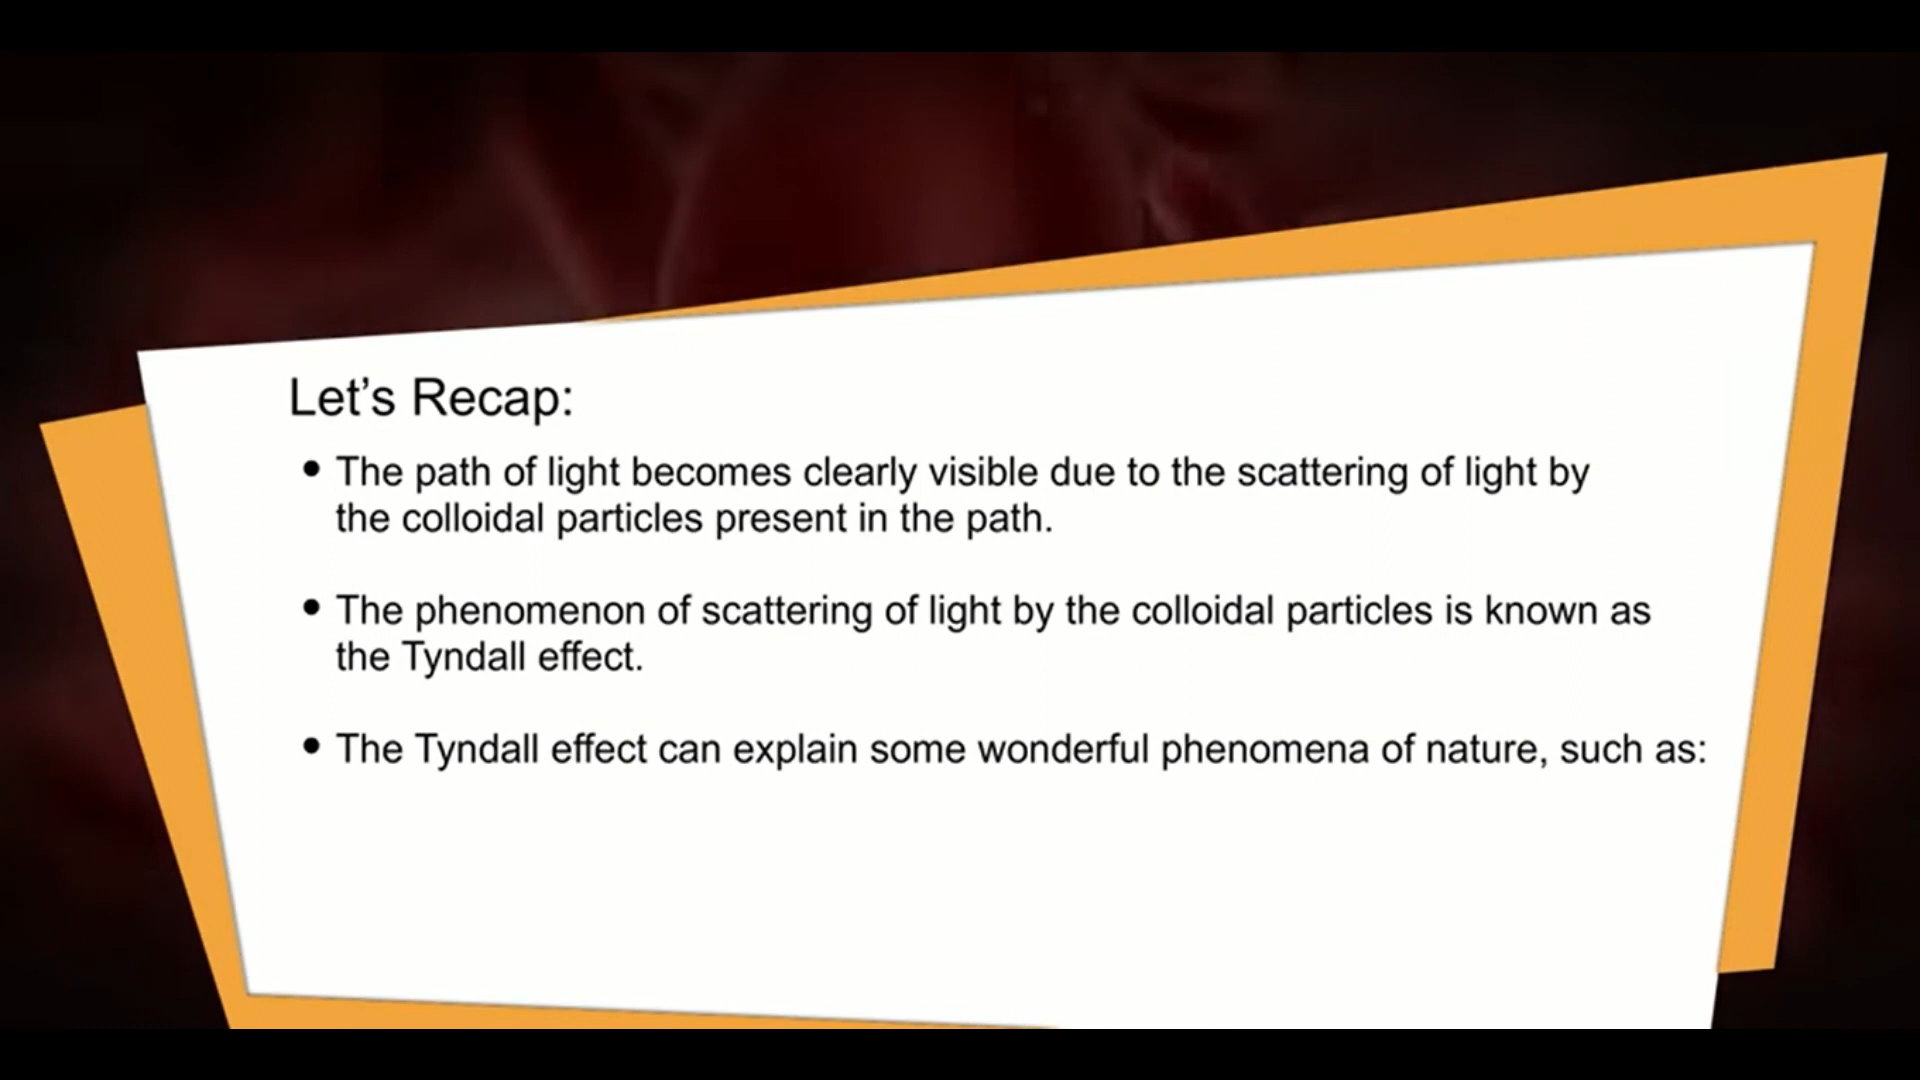 Let’s Recap:
• The path of light becomes clearly visible due to the scattering of light by
the colloidal particles present in the path.
• The phenomenon of scattering of light by the colloidal particles is known as
the Tyndall effect.
• The Tyndall effect can explain some wonderful phenomena of nature, such as: